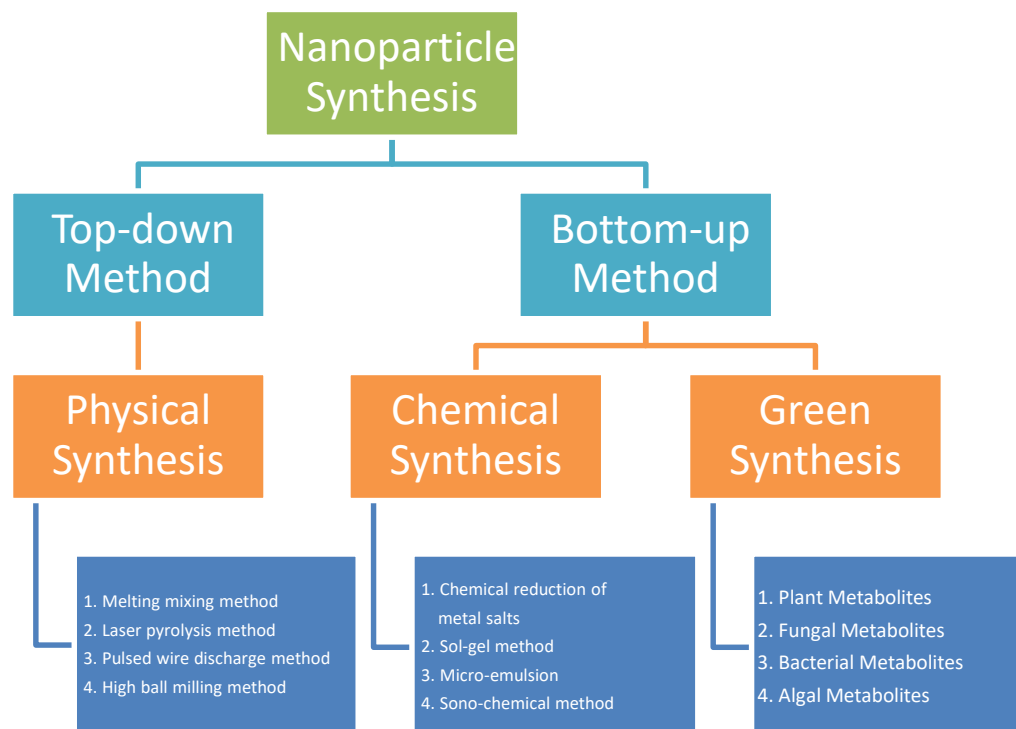 Nanoparticle
Synthesis
Top-down
Method
Bottom-up
Method
Physical
Synthesis
Chemical
Synthesis
Green
Synthesis
1. Melting mixing method
2. Laser pyrolysis method
3. Pulsed wire discharge method
4. High ball milling method
1. Chemical reduction of
metal salts
2. Sol-gel method
3. Micro-emulsion
4. Sono-chemical method
1. Plant Metabolites
2. Fungal Metabolites
3. Bacterial Metabolites
4. Algal Metabolites